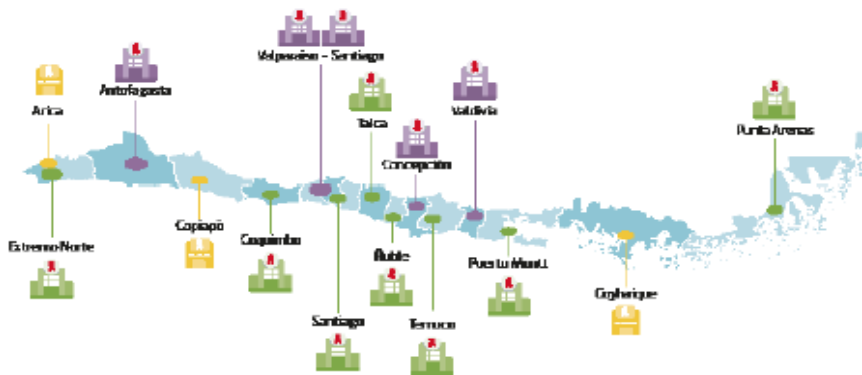 Valparaíso - Santiago
Antofagasta
Arica
Talca
Valdivia
Punta Arenas
Concepción
Copiapó
Coquimbo
Extremo Norte
Ñuble
Puerto Montt
Coyhaique
Santiago
Temuco